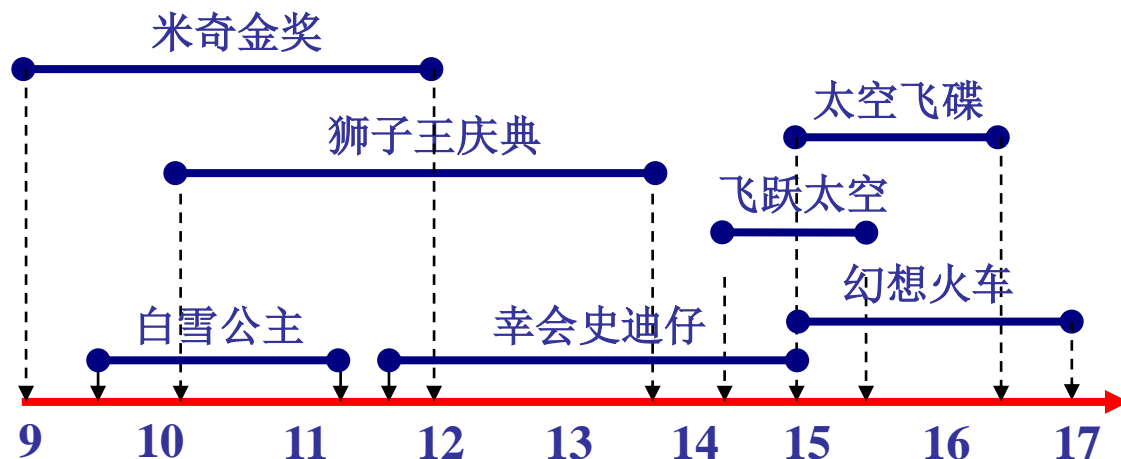 米奇金奖
太空飞碟
狮子王庆典
飞跃太空
幻想火车
白雪公主
幸会史迪仔
9 10 11 12 13 14 15 16 17